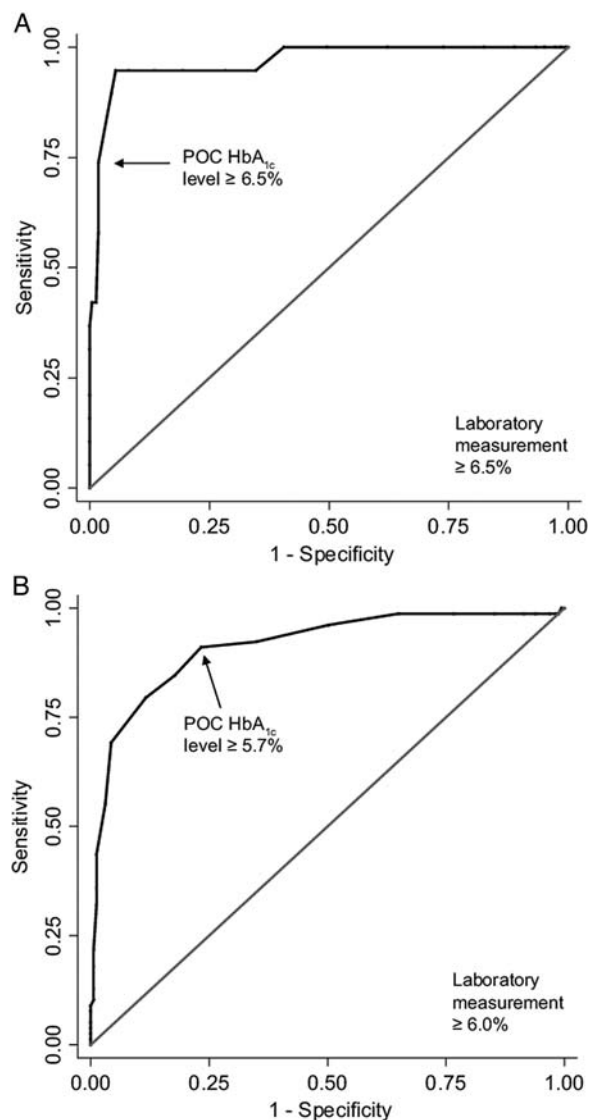 A
1.00
0.75
0.50
0.25
0.00
Sensitivity
POC HbA1c
level ≥ 6.5%
Laboratory
measurement
≥ 6.5%
0.00 0.25 0.50 0.75 1.00
1 - Specificity
B
1.00
0.75
0.50
0.25
0.00
Sensitivity
POC HbA1c
level ≥ 5.7%
Laboratory
measurement
≥ 6.0%
0.00 0.25 0.50 0.75 1.00
1 - Specificity